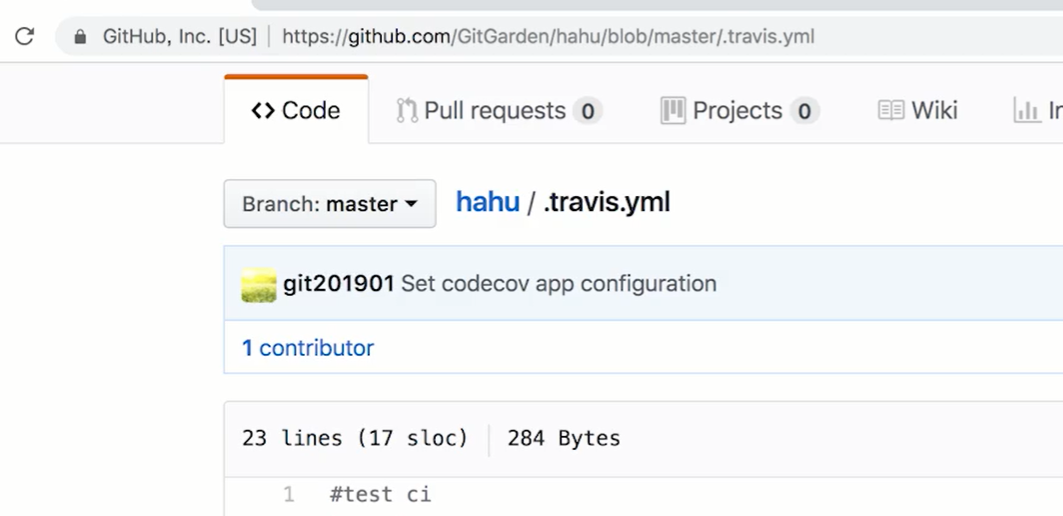 GitHub, Inc. [US] | https://github.com/GitGarden/hahu/blob/master/.travis.yml
<> Code Pull requests 0 Projects 0 Wiki
Branch: master hahu / .travis.yml
git201901 Set codecov app configuration
1 contributor
23 lines (17 sloc) 284 Bytes
1 #test ci